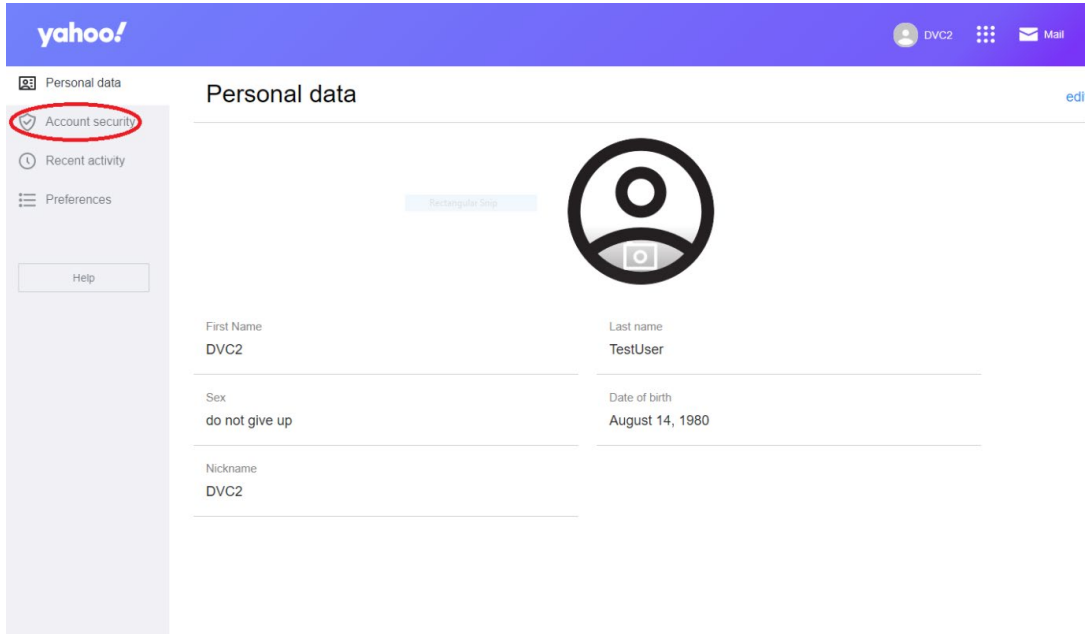 yahoo!
DVC2
Mail
Personal data
Account security
Recent activity
Preferences
Help
Personal data
edi
Rectangular Snip
First Name
DVC2
Last name
TestUser
Sex
do not give up
Date of birth
August 14, 1980
Nickname
DVC2